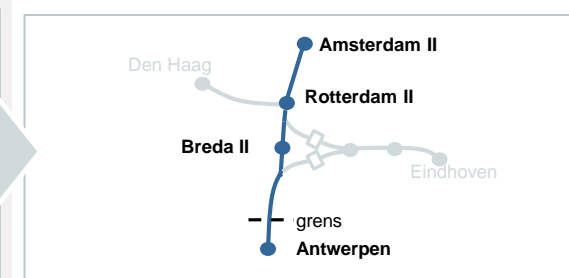 Amsterdam II
Den Haag
Rotterdam II
Breda II
Eindhoven
grens
Antwerpen